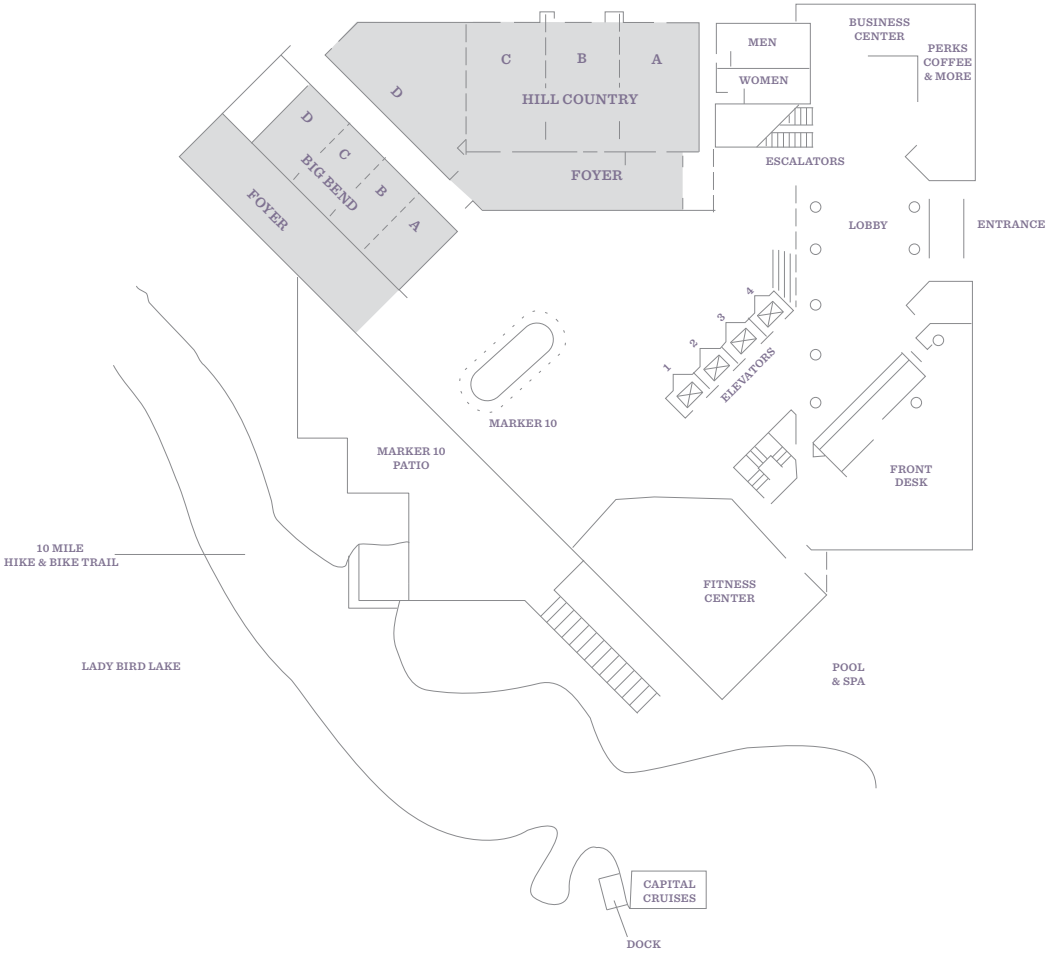 BUSINESS
CENTER
MEN
PERKS
COFFEE
& MORE
C
B
A
D
WOMEN
HILL COUNTRY
D
C
B
A
BIG BEND
ESCALATORS
FOYER
FOYER
LOBBY
ENTRANCE
4
3
2
1
ELEVATORS
MARKER 10
MARKER 10
PATIO
FRONT
DESK
10 MILE
HIKE & BIKE TRAIL
FITNESS
CENTER
LADY BIRD LAKE
POOL
& SPA
CAPITAL
CRUISES
DOCK